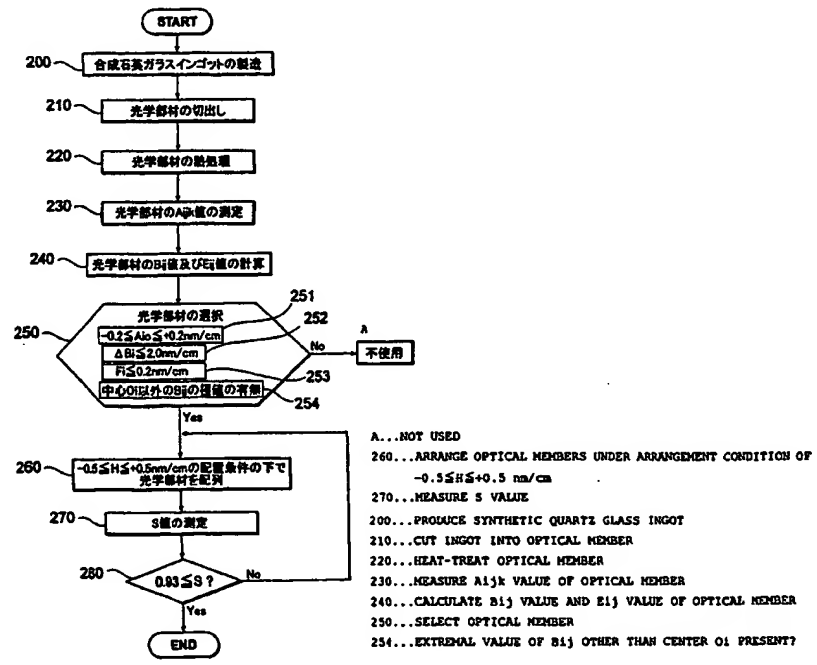 START
200
合成石英ガラスインゴットの製造
210
光学部材の切出し
220
光学部材の熱処理
230
光学部材のAijk値の測定
240
光学部材のBij値及びEij値の計算
250
光学部材の選択
251
-0.2≦Aio≦+0.2nm/cm
252
ΔBi≦2.0nm/cm
253
Fi≦0.2nm/cm
254
中心Oi以外のBijの極値の有無
No
A
不使用
Yes
260
-0.5≦H≦+0.5nm/cmの配置条件の下で
光学部材を配列
270
S値の測定
280
0.93≦S ?
No
Yes
END
A...NOT USED
260...ARRANGE OPTICAL MEMBERS UNDER ARRANGEMENT CONDITION OF
-0.5≦H≦+0.5 nm/cm
270...MEASURE S VALUE
200...PRODUCE SYNTHETIC QUARTZ GLASS INGOT
210...CUT INGOT INTO OPTICAL MEMBER
220...HEAT-TREAT OPTICAL MEMBER
230...MEASURE Aijk VALUE OF OPTICAL MEMBER
240...CALCULATE Bij VALUE AND Eij VALUE OF OPTICAL MEMBER
250...SELECT OPTICAL MEMBER
254...EXTREMAL VALUE OF Bij OTHER THAN CENTER Oi PRESENT?